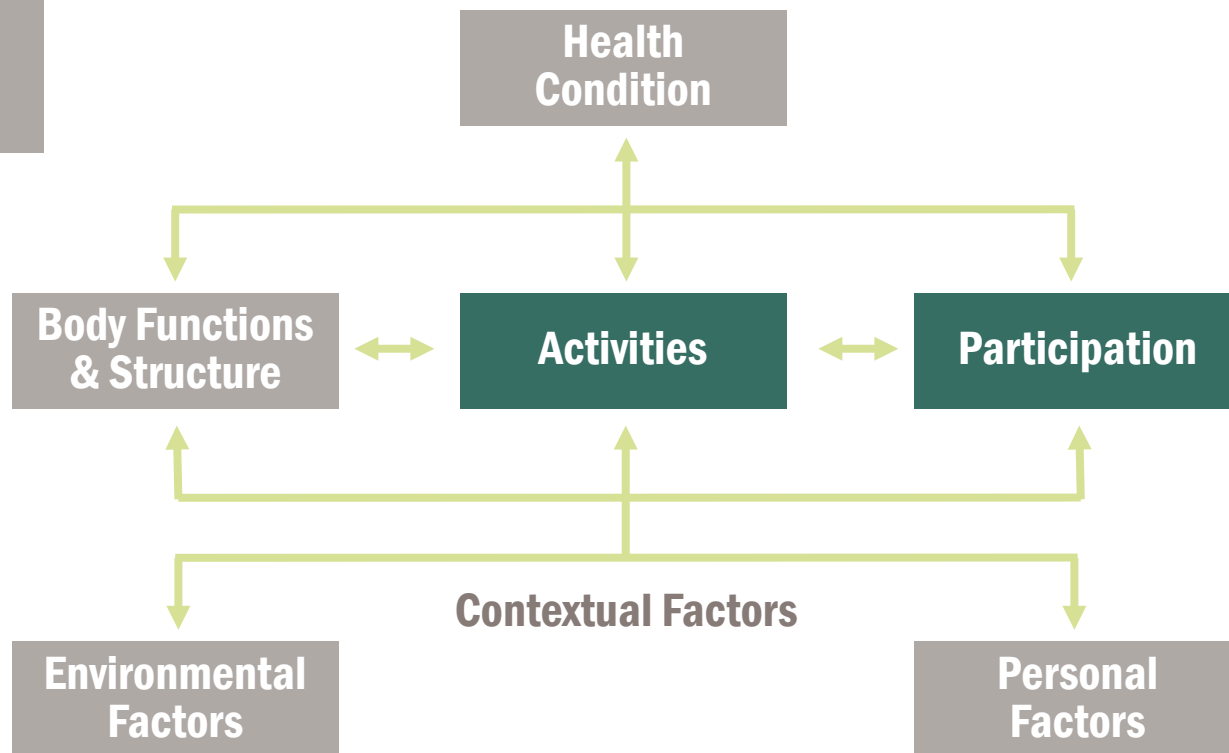 Health
Condition
Body Functions
& Structure
Activities
Participation
Contextual Factors
Environmental
Factors
Personal
Factors